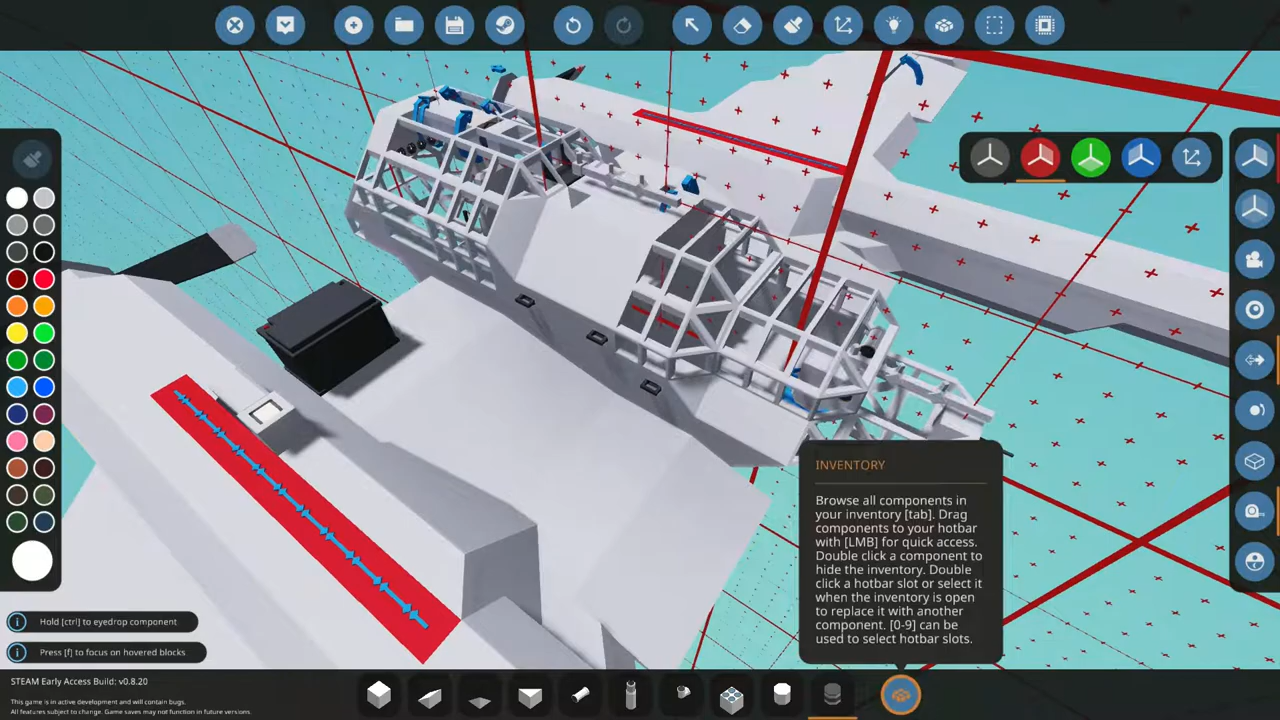 INVENTORY
Browse all components in
your inventory [tab]. Drag
components to your hotbar
with [LMB] for quick access.
Double click a component to
hide the inventory. Double
click a hotbar slot or select it
when the inventory is open
to replace it with another
component. [0-9] can be
used to select hotbar slots.
Hold [ctrl] to eyedrop component
Press [f] to focus on hovered blocks
STEAM Early Access Build: v0.8.20
This game is in active development and will contain bugs.
All features subject to change. Game saves may not function in future versions.